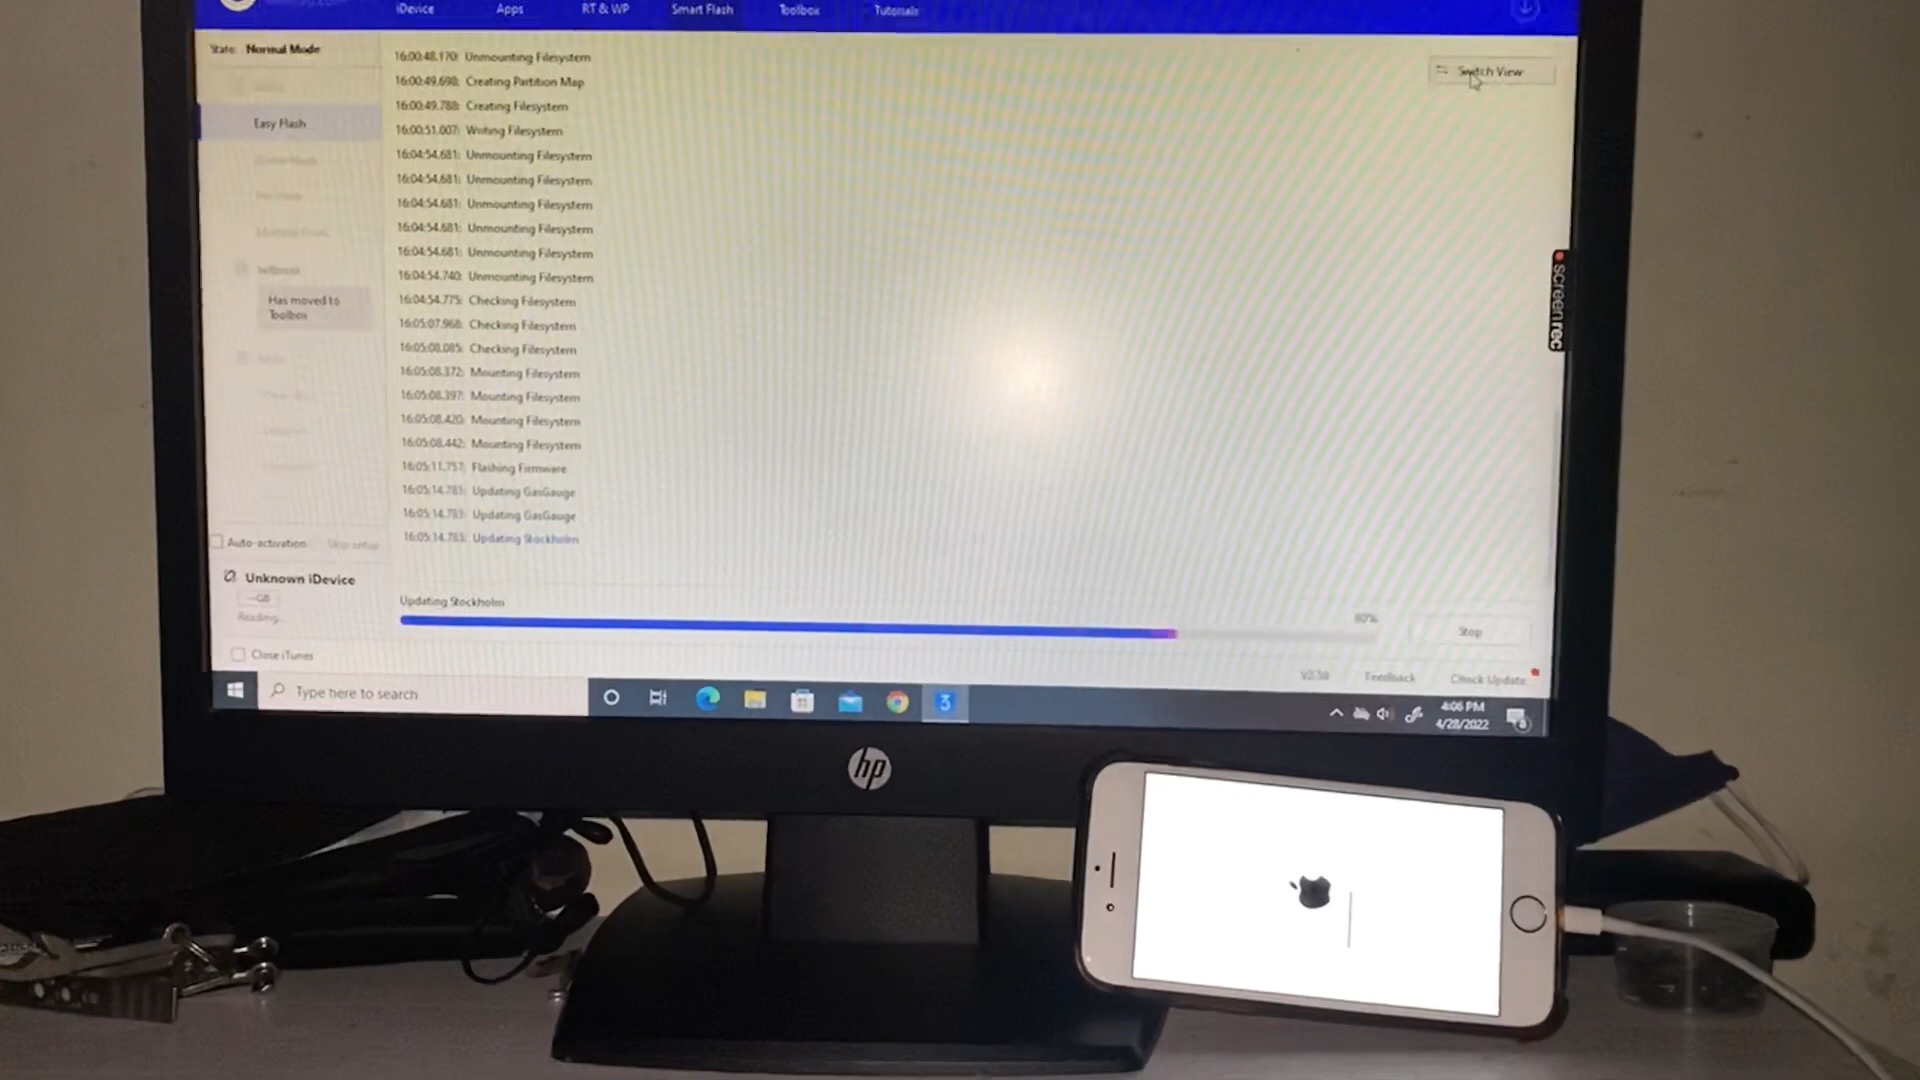 iDevice Apps RT & WP Smart Flash Toolbox Tutorials
State: Normal Mode
Switch View
Easy Flash
Jailbreak
Has moved to
Toolbox
16:00:48.170: Unmounting Filesystem
16:00:49.698: Creating Partition Map
16:00:49.788: Creating Filesystem
16:00:51.007: Writing Filesystem
16:04:54.681: Unmounting Filesystem
16:04:54.681: Unmounting Filesystem
16:04:54.681: Unmounting Filesystem
16:04:54.681: Unmounting Filesystem
16:04:54.681: Unmounting Filesystem
16:04:54.740: Unmounting Filesystem
16:04:54.775: Checking Filesystem
16:05:07.968: Checking Filesystem
16:05:08.085: Checking Filesystem
16:05:08.372: Mounting Filesystem
16:05:08.397: Mounting Filesystem
16:05:08.420: Mounting Filesystem
16:05:08.442: Mounting Filesystem
16:05:11.757: Flashing Firmware
16:05:14.783: Updating GasGauge
16:05:14.783: Updating GasGauge
16:05:14.783: Updating Stockholm
screenrec
Auto-activation Skip setup
Unknown iDevice
--GB
Reading...
Close iTunes
Updating Stockholm
80%
Stop
Feedback Check Update
Type here to search
3
4:06 PM
4/28/2022
hp